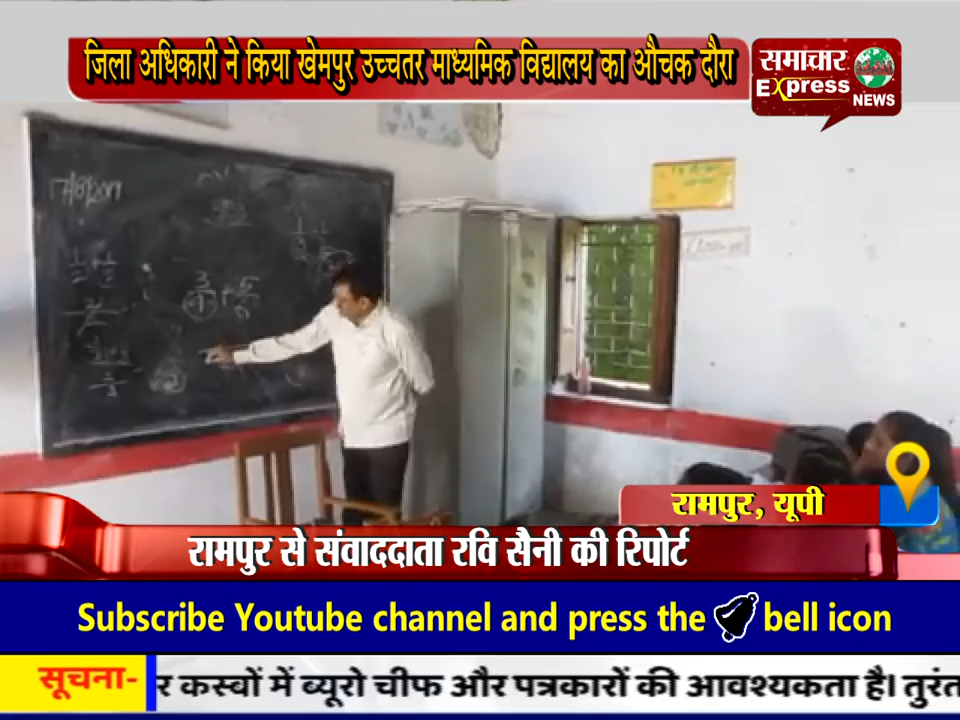 जिला अधिकारी ने किया खेमपुर उच्चतर माध्यमिक विद्यालय का औचक दौरा
समाचार
Express
NEWS
रामपुर, यूपी
रामपुर से संवाददाता रवि सैनी की रिपोर्ट
Subscribe Youtube channel and press the bell icon
सूचना- र कस्बों में ब्यूरो चीफ और पत्रकारों की आवश्यकता है। तुरंत